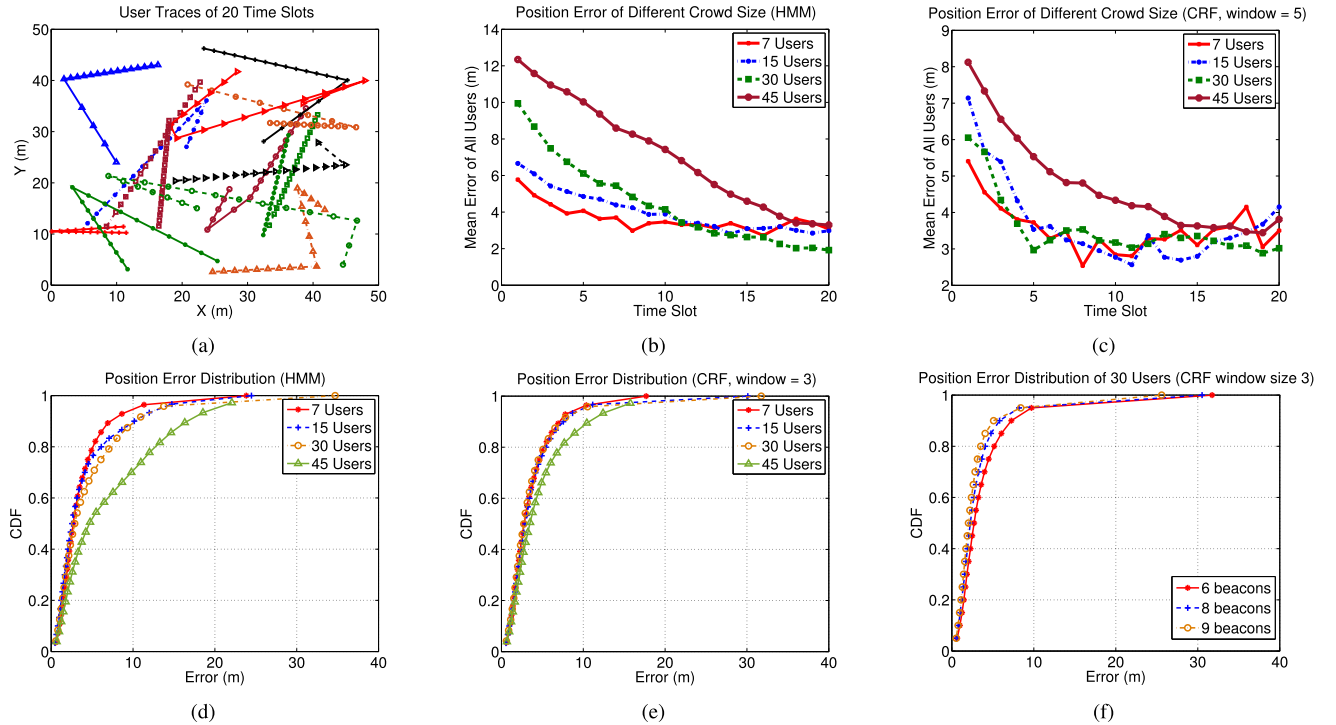 User Traces of 20 Time Slots
50
40
30
20
10
0
0 10 20 30 40 50
Y (m)
X (m)
(a)
Position Error of Different Crowd Size (HMM)
14
12
10
8
6
4
2
0
0 5 10 15 20
Mean Error of All Users (m)
Time Slot
7 Users
15 Users
30 Users
45 Users
(b)
Position Error of Different Crowd Size (CRF, window = 5)
9
8
7
6
5
4
3
2
0 5 10 15 20
Mean Error of All Users (m)
Time Slot
7 Users
15 Users
30 Users
45 Users
(c)
Position Error Distribution (HMM)
1
0.8
0.6
0.4
0.2
0
0 10 20 30 40
CDF
Error (m)
7 Users
15 Users
30 Users
45 Users
(d)
Position Error Distribution (CRF, window = 3)
1
0.8
0.6
0.4
0.2
0
0 10 20 30 40
CDF
Error (m)
7 Users
15 Users
30 Users
45 Users
(e)
Position Error Distribution of 30 Users (CRF window size 3)
1
0.8
0.6
0.4
0.2
0
0 10 20 30 40
CDF
Error (m)
6 beacons
8 beacons
9 beacons
(f)